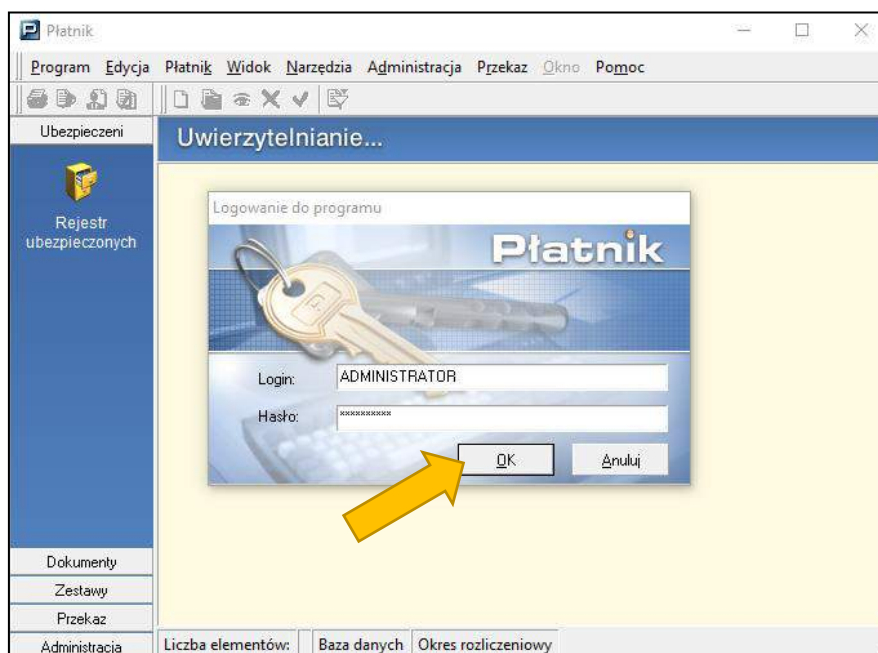 Płatnik
Program Edycja Płatnik Widok Narzędzia Administracja Przekaz Okno Pomoc
Ubezpieczeni
Uwierzytelnianie...
Rejestr
ubezpieczonych
Logowanie do programu
Płatnik
Login: ADMINISTRATOR
Hasło: **********
OK Anuluj
Dokumenty
Zestawy
Przekaz
Administracja
Liczba elementów: Baza danych Okres rozliczeniowy